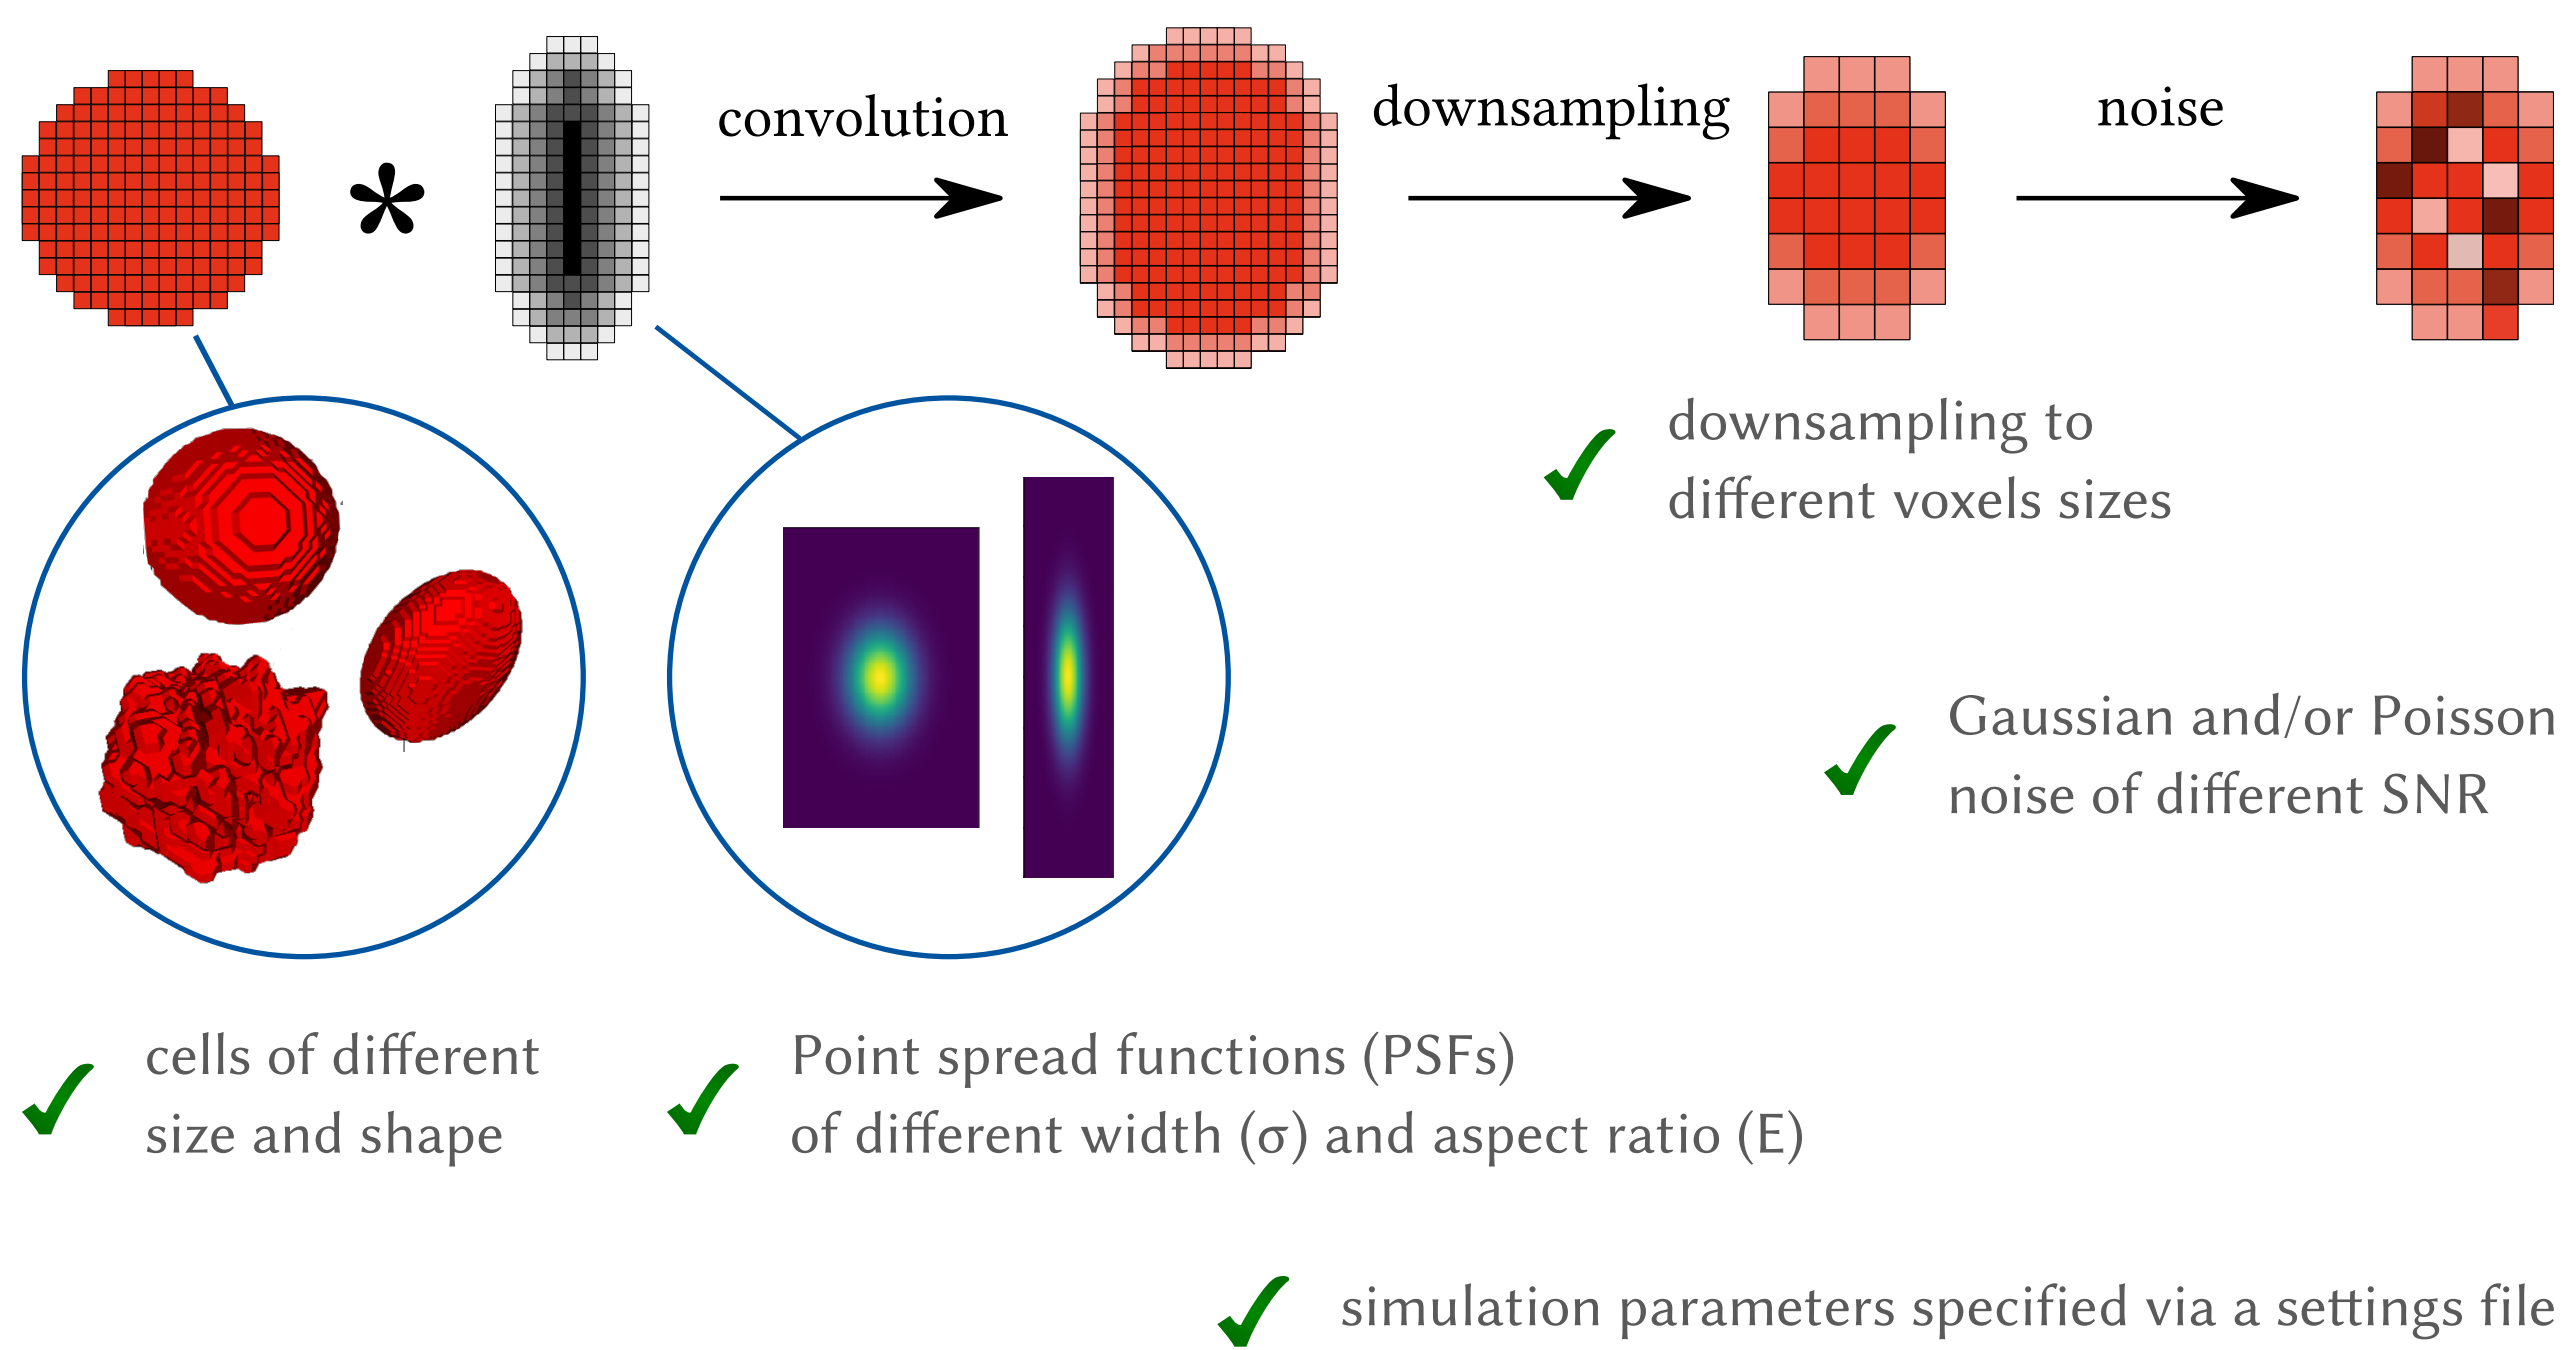 convolution
downsampling
noise
downsampling to
different voxels sizes
Gaussian and/or Poisson
noise of different SNR
cells of different
size and shape
Point spread functions (PSFs)
of different width (σ) and aspect ratio (E)
simulation parameters specified via a settings file